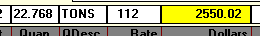 22.768 TONS 112 2550.02
Quan QDesc Rate Dollars